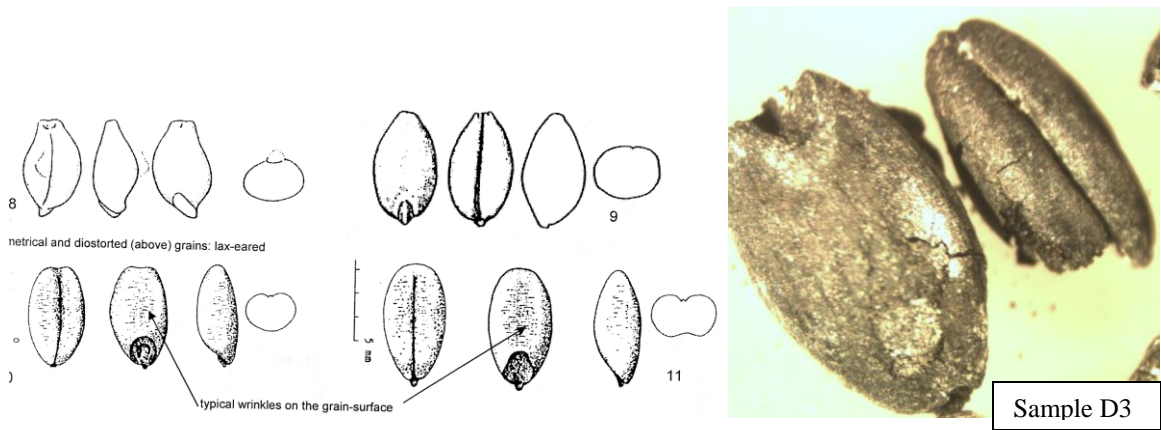 8
9
metrical and diostorted (above) grains: lax-eared
5 mm
11
typical wrinkles on the grain-surface
Sample D3